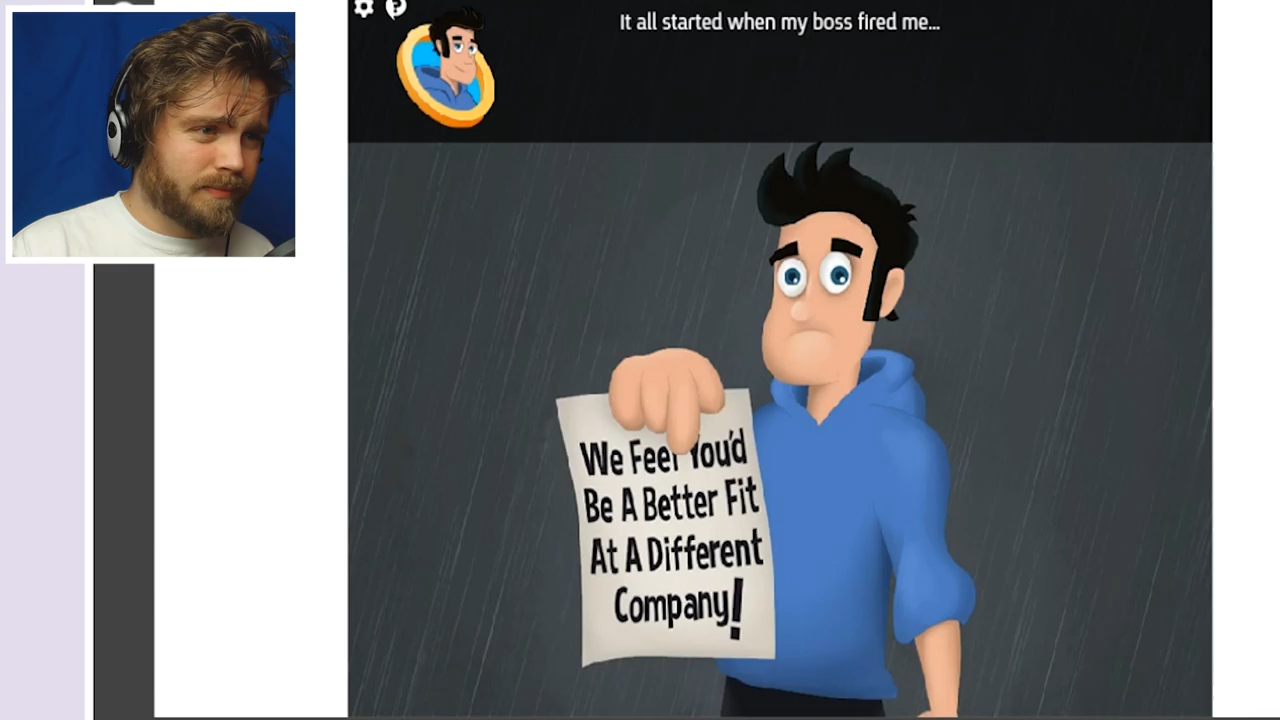 It all started when my boss fired me...
We Feel You'd
Be A Better Fit
At A Different
Company!